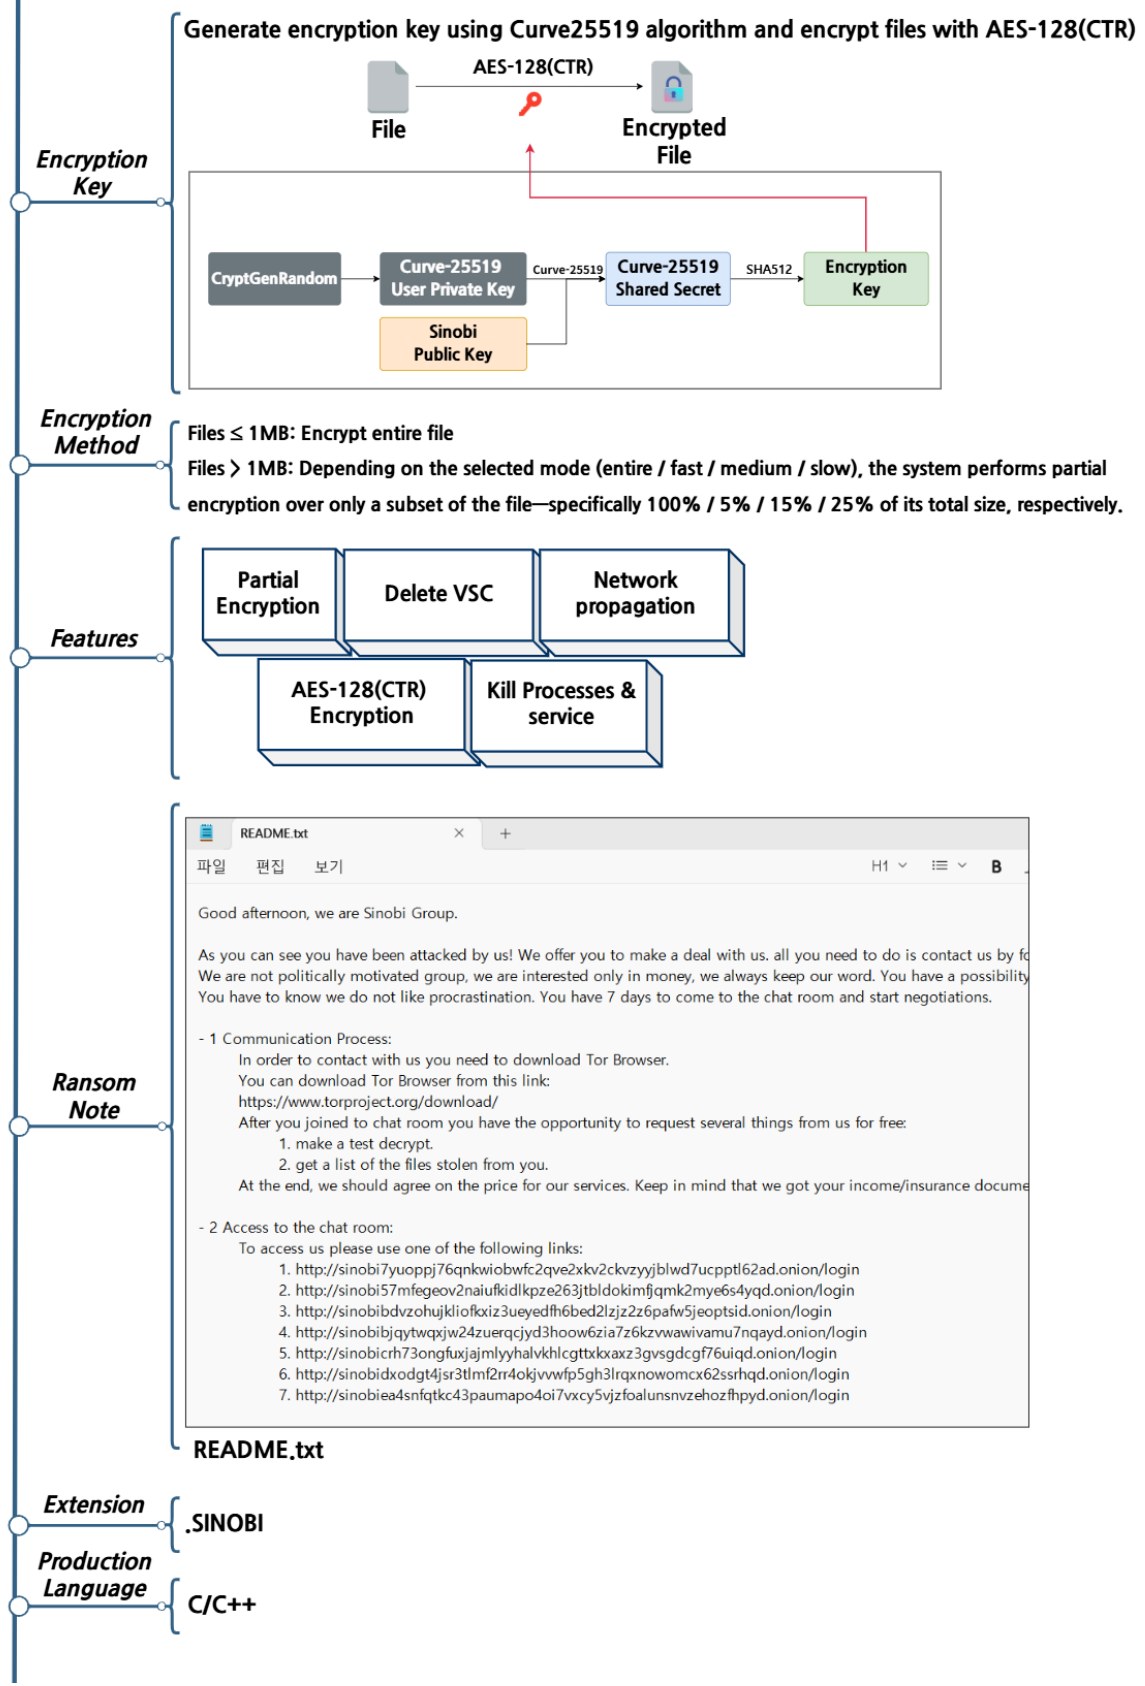 Generate encryption key using Curve25519 algorithm and encrypt files with AES-128(CTR)
AES-128(CTR)
File
Encrypted
File
Encryption
Key
CryptGenRandom
Curve-25519
User Private Key
Curve-25519
Curve-25519
Shared Secret
SHA512
Encryption
Key
Sinobi
Public Key
Encryption
Method
Files ≤ 1MB: Encrypt entire file
Files > 1MB: Depending on the selected mode (entire / fast / medium / slow), the system performs partial
encryption over only a subset of the file—specifically 100% / 5% / 15% / 25% of its total size, respectively.
Features
Partial
Encryption
Delete VSC
Network
propagation
AES-128(CTR)
Encryption
Kill Processes &
service
Ransom
Note
README.txt
파일 편집 보기
H1
B
Good afternoon, we are Sinobi Group.
As you can see you have been attacked by us! We offer you to make a deal with us. all you need to do is contact us by fo
We are not politically motivated group, we are interested only in money, we always keep our word. You have a possibility
You have to know we do not like procrastination. You have 7 days to come to the chat room and start negotiations.
- 1 Communication Process:
In order to contact with us you need to download Tor Browser.
You can download Tor Browser from this link:
https://www.torproject.org/download/
After you joined to chat room you have the opportunity to request several things from us for free:
1. make a test decrypt.
2. get a list of the files stolen from you.
At the end, we should agree on the price for our services. Keep in mind that we got your income/insurance docume
- 2 Access to the chat room:
To access us please use one of the following links:
1. http://sinobi7yuoppj76qnkwiobwfc2qve2xkv2ckvzyyjblwd7ucpptl62ad.onion/login
2. http://sinobi57mfegeov2naiufkidlkpze263jtbldokimfjqmk2mye6s4yqd.onion/login
3. http://sinobibdvzohujkliofkxiz3ueyedfh6bed2lzjz2z6pafw5jeoptsid.onion/login
4. http://sinobibjqytwqxjw24zuerqcjyd3hoow6zia7z6kzvwawivamu7nqayd.onion/login
5. http://sinobicrh73ongfuxjajmlyyhalvkhlcgttxkxaxz3gvsgdcgf76uiqd.onion/login
6. http://sinobidxodgt4jsr3tlmf2rr4okjvvwfp5gh3lrqxnowomcx62ssrhqd.onion/login
7. http://sinobiea4snfqtkc43paumapo4oi7vxcy5vjzfoalunsnvzehozfhpyd.onion/login
README.txt
Extension
.SINOBI
Production
Language
C/C++